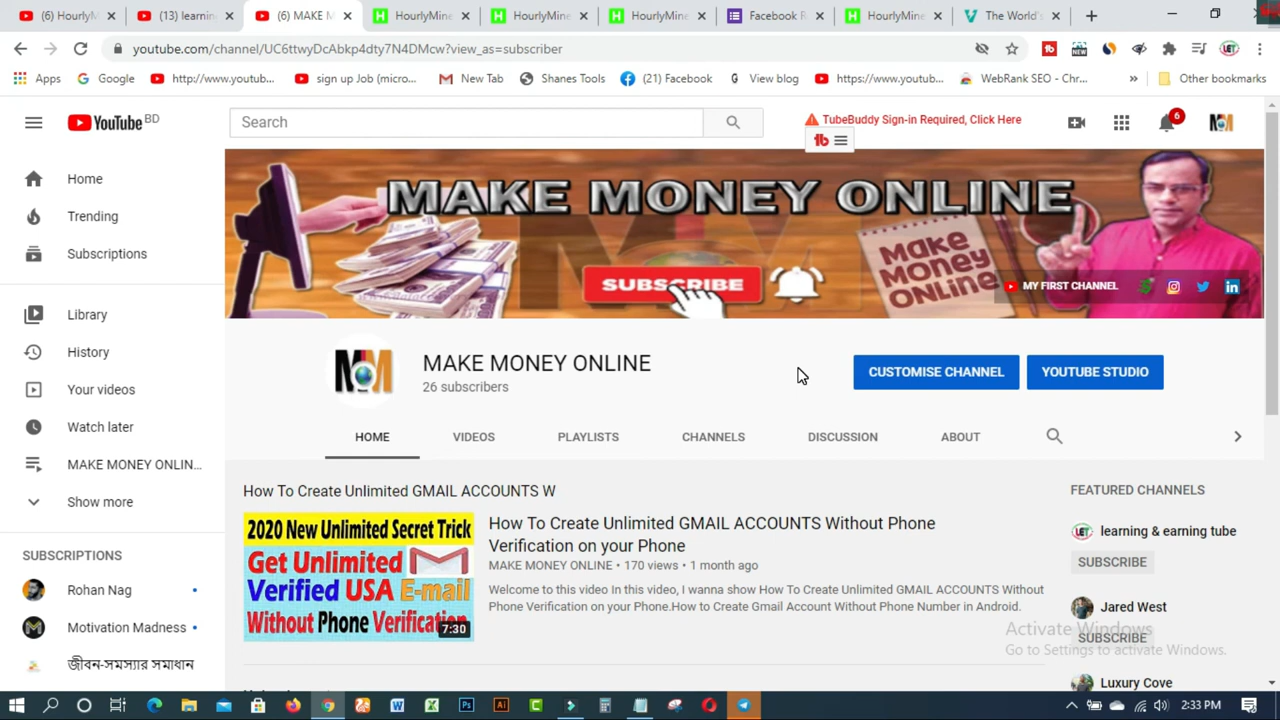 (6) HourlyM
(13) learnin
(6) MAKE M
HourlyMine
HourlyMine
HourlyMine
Facebook R
HourlyMine
The World's
youtube.com/channel/UC6ttwyDcAbkp4dty7N4DMcw?view_as=subscriber
Apps
Google
http://www.youtub...
sign up Job (micro...
New Tab
Shanes Tools
(21) Facebook
View blog
https://www.youtube...
WebRank SEO - Chr...
»
Other bookmarks
YouTube BD
Search
TubeBuddy Sign-in Required, Click Here
6
Home
Trending
Subscriptions
Library
History
Your videos
Watch later
MAKE MONEY ONLIN...
Show more
SUBSCRIPTIONS
Rohan Nag
Motivation Madness
জীবন-সমস্যার সমাধান
MAKE MONEY ONLINE
SUBSCRIBE
Make
Money
Online
MY FIRST CHANNEL
MAKE MONEY ONLINE
26 subscribers
CUSTOMISE CHANNEL
YOUTUBE STUDIO
HOME
VIDEOS
PLAYLISTS
CHANNELS
DISCUSSION
ABOUT
How To Create Unlimited GMAIL ACCOUNTS W
2020 New Unlimited Secret Trick
Get Unlimited
Verified USA E-mail
Without Phone Verificatio
7:30
How To Create Unlimited GMAIL ACCOUNTS Without Phone
Verification on your Phone
MAKE MONEY ONLINE • 170 views • 1 month ago
Welcome to this video In this video, I wanna show How To Create Unlimited GMAIL ACCOUNTS Without
Phone Verification on your Phone.How to Create Gmail Account Without Phone Number in Android.
FEATURED CHANNELS
learning & earning tube
SUBSCRIBE
Jared West
SUBSCRIBE
Luxury Cove
Activate Windows
Go to Settings to activate Windows.
2:33 PM